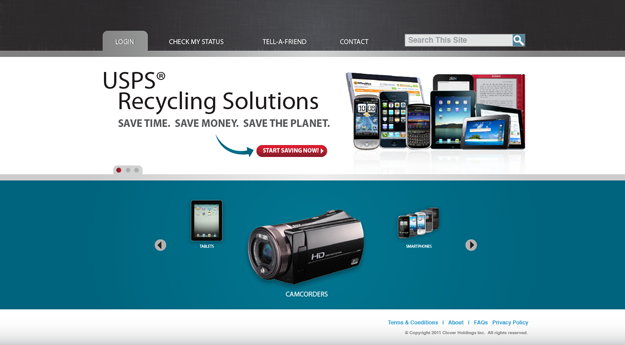 LOGIN
CHECK MY STATUS
TELL-A-FRIEND
CONTACT
Search This Site
USPS®
Recycling Solutions
SAVE TIME. SAVE MONEY. SAVE THE PLANET.
START SAVING NOW!
TABLETS
HD
SMARTPHONES
CAMCORDERS
Terms & Conditions | About | FAQs Privacy Policy
© Copyright 2011 Clover Holdings Inc. All rights reserved.